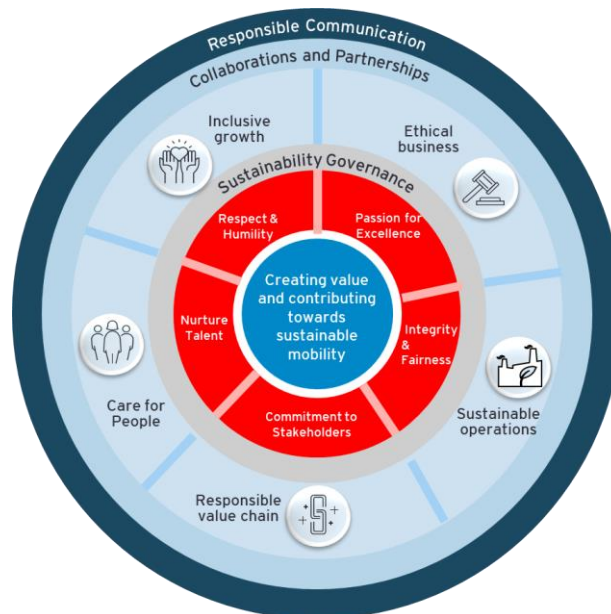 Responsible Communication
Collaborations and Partnerships
Inclusive
growth
Ethical
business
Sustainability Governance
Respect &
Humility
Passion for
Excellence
Creating value
and contributing
towards
sustainable
mobility
Nurture
Talent
Integrity
&
Fairness
Care for
People
Commitment to
Stakeholders
Sustainable
operations
Responsible
value chain